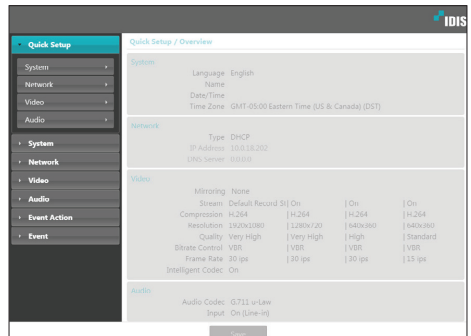 IDIS
Quick Setup
Quick Setup / Overview
System
Network
Video
Audio
System
Network
Video
Audio
Event Action
Event
System
Language English
Name
Date/Time
Time Zone GMT-05:00 Eastern Time (US & Canada) (DST)
Network
Type DHCP
IP Address 10.0.18.202
DNS Server 0.0.0.0
Video
Mirroring None
Stream Default Record St| On | On | On
Compression H.264 | H.264 | H.264 | H.264
Resolution 1920x1080 | 1280x720 | 640x360 | 640x360
Quality Very High | Very High | High | Standard
Bitrate Control VBR | VBR | VBR | VBR
Frame Rate 30 ips | 30 ips | 30 ips | 15 ips
Intelligent Codec On
Audio
Audio Codec G.711 u-Law
Input On (Line-in)
Save